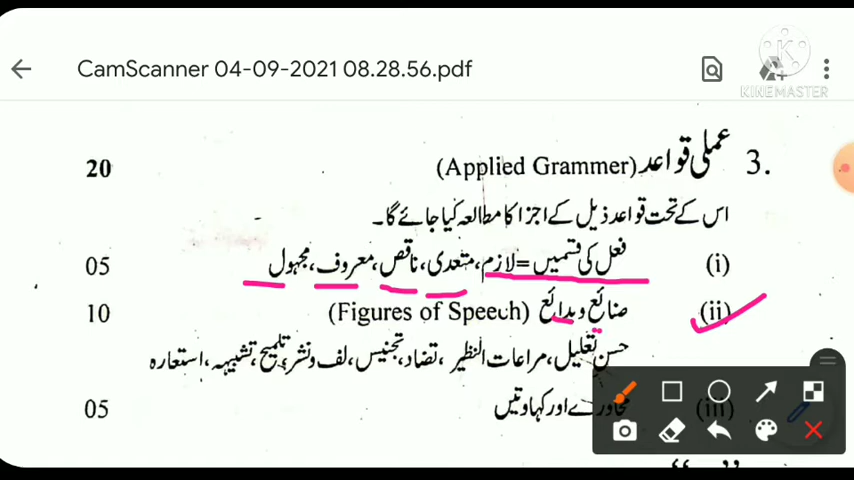 CamScanner 04-09-2021 08.28.56.pdf
KINEMASTER
3. عملی قواعد (Applied Grammer) 20
اس کے تحت قواعد ذیل کے اجزا کا مطالعہ کیا جائے گا۔
(i) فعل کی قسمیں = لازم، متعدی، ناقص، معروف، مجہول 05
(ii) صنائع و بدائع (Figures of Speech) 10
حسن تعلیل، مراعات النظیر، تضاد، تجنیس، لف و نشر، تلمیح، تشبیہہ، استعارہ
(iii) محاورے اور کہاوتیں 05